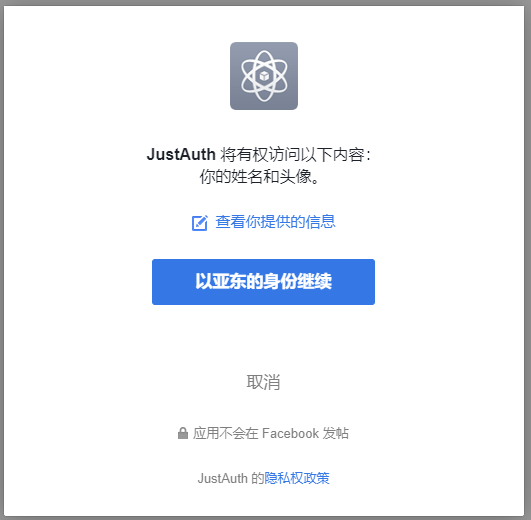 JustAuth 将有权访问以下内容：
你的姓名和头像。
查看你提供的信息
以亚东的身份继续
取消
应用不会在 Facebook 发帖
JustAuth 的隐私权政策